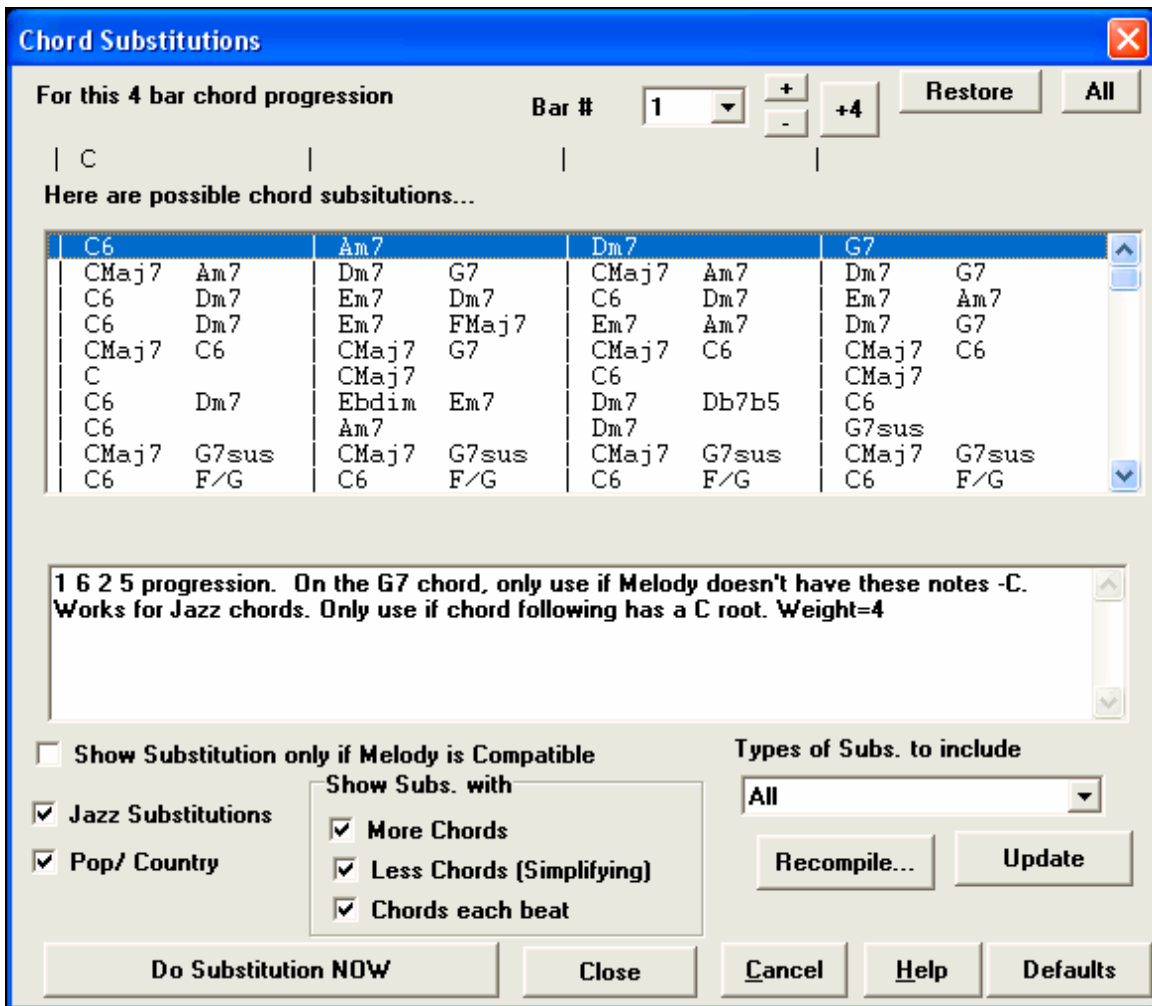 Chord Substitutions
For this 4 bar chord progression Bar # 1 + - +4 Restore All
| C | | |
Here are possible chord subsitutions...
| C6 | Am7 | Dm7 | G7
| CMaj7 Am7 | Dm7 G7 | CMaj7 Am7 | Dm7 G7
| C6 Dm7 | Em7 Dm7 | C6 Dm7 | Em7 Am7
| C6 Dm7 | Em7 FMaj7 | Em7 Am7 | Dm7 G7
| CMaj7 C6 | CMaj7 G7 | CMaj7 C6 | CMaj7 C6
| C | CMaj7 | C6 | CMaj7
| C6 Dm7 | Ebdim Em7 | Dm7 Db7b5 | C6
| C6 | Am7 | Dm7 | G7sus
| CMaj7 G7sus | CMaj7 G7sus | CMaj7 G7sus | CMaj7 G7sus
| C6 F/G | C6 F/G | C6 F/G | C6 F/G
1 6 2 5 progression. On the G7 chord, only use if Melody doesn't have these notes -C.
Works for Jazz chords. Only use if chord following has a C root. Weight=4
Show Substitution only if Melody is Compatible
Types of Subs. to include
Show Subs. with
All
Jazz Substitutions
More Chords
Pop/ Country
Less Chords (Simplifying)
Recompile... Update
Chords each beat
Do Substitution NOW Close Cancel Help Defaults